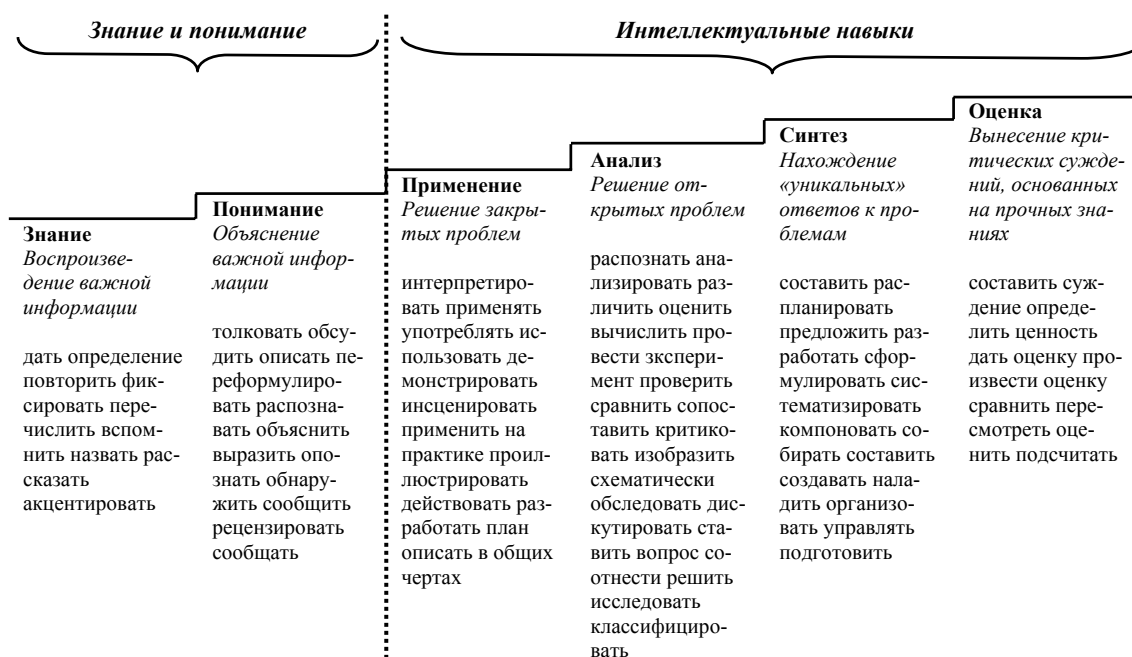 Знание и понимание
Интеллектуальные навыки
Знание
Воспроизве-
дение важной
информации
дать определение
повторить фик-
сировать пере-
числить вспом-
нить назвать рас-
сказать
акцентировать
Понимание
Объяснение
важной инфор-
мации
толковать обсу-
дить описать пе-
реформулиро-
вать распозна-
вать объяснить
выразить опо-
знать обнару-
жить сообщить
рецензировать
сообщать
Применение
Решение закры-
тых проблем
интерпретиро-
вать применять
употреблять ис-
пользовать де-
монстрировать
инсценировать
применить на
практике проил-
люстрировать
действовать раз-
работать план
описать в общих
чертах
Анализ
Решение от-
крытых проблем
распознать ана-
лизировать раз-
личить оценить
вычислить про-
вести зкспери-
мент проверить
сравнить сопос-
тавить критико-
вать изобразить
схематически
обследовать дис-
кутировать ста-
вить вопрос со-
отнести решить
исследовать
классифициро-
вать
Синтез
Нахождение
«уникальных»
ответов к про-
блемам
составить рас-
планировать
предложить раз-
работать сфор-
мулировать сис-
тематизировать
компоновать со-
бирать составить
создавать нала-
дить организо-
вать управлять
подготовить
Оценка
Вынесение кри-
тических сужде-
ний, основанных
на прочных зна-
ниях
составить суж-
дение опреде-
лить ценность
дать оценку про-
извести оценку
сравнить пере-
смотреть оце-
нить подсчитать